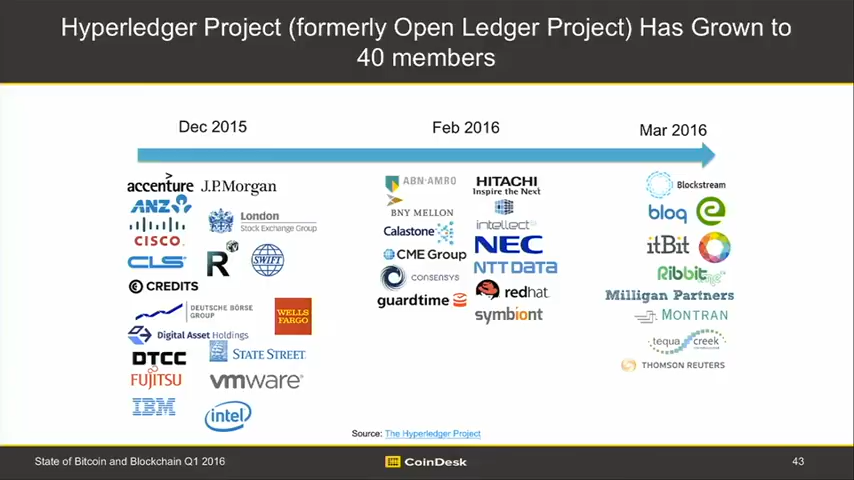 Hyperledger Project (formerly Open Ledger Project) Has Grown to
40 members
Dec 2015
Feb 2016
Mar 2016
accenture
J.P.Morgan
ANZ
London
Stock Exchange Group
CISCO
CLS
R
SWIFT
CREDITS
DEUTSCHE BÖRSE
GROUP
WELLS
FARGO
Digital Asset Holdings
DTCC
STATE STREET
FUJITSU
vmware
IBM
intel
ABN·AMRO
HITACHI
Inspire the Next
BNY MELLON
intellect
Calastone
NEC
CME Group
NTT DATA
CONSENSYS
redhat
guardtime
symbiont
Blockstream
bloq
e
itBit
Ribbit
Milligan Partners
MONTRAN
tequa creek
THOMSON REUTERS
Source: The Hyperledger Project
State of Bitcoin and Blockchain Q1 2016
CoinDesk
43